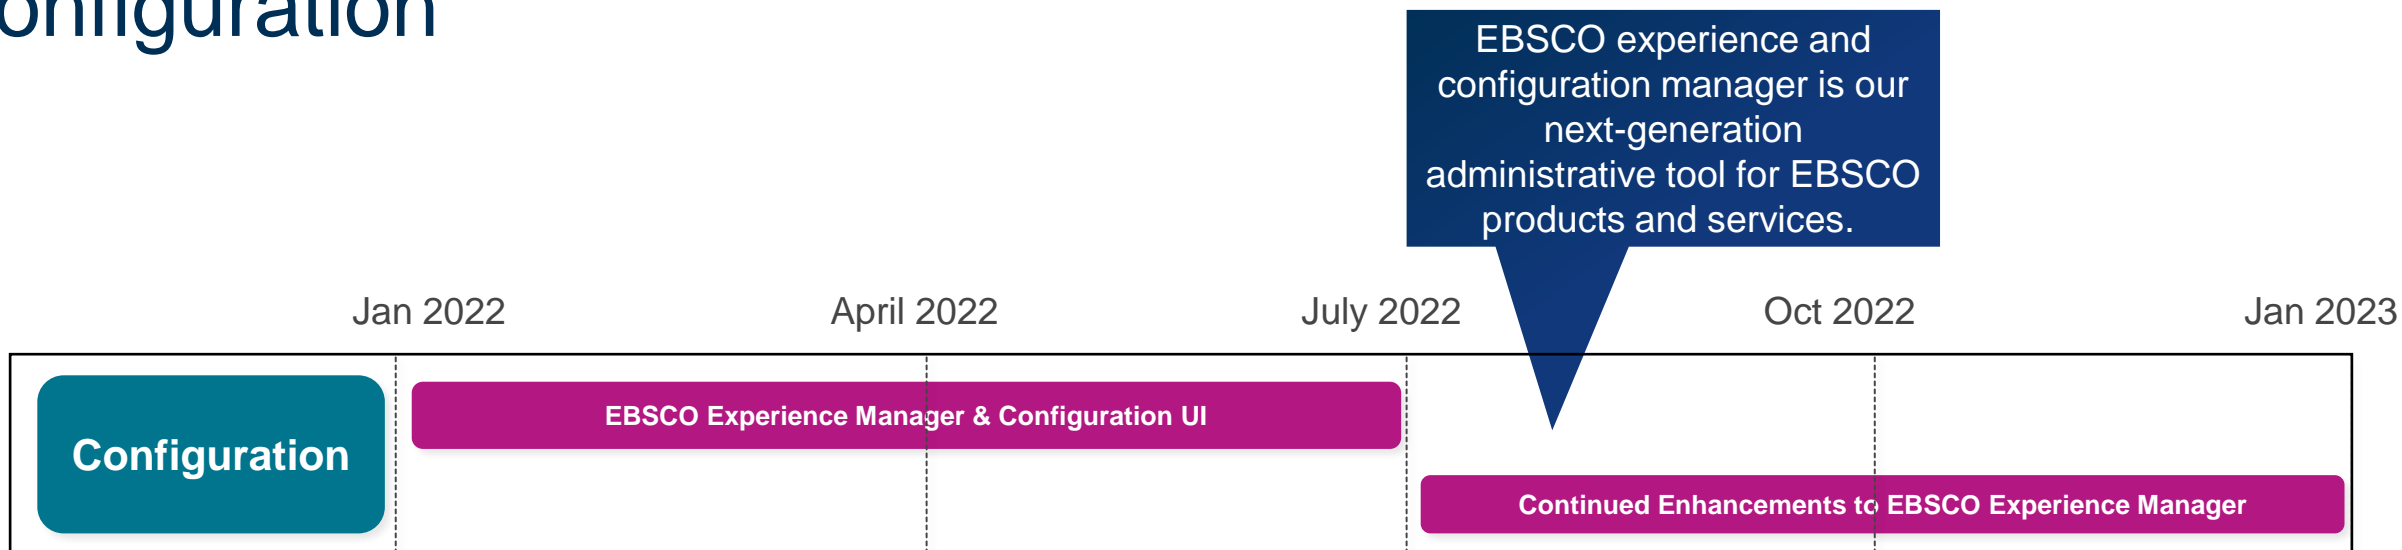 onfiguration
EBSCO experience and
configuration manager is our
next-generation
administrative tool for EBSCO
products and services.
Jan 2022 April 2022 July 2022 Oct 2022 Jan 2023
EBSCO Experience Manager & Configuration UI
Configuration
Continued Enhancements to EBSCO Experience Manager